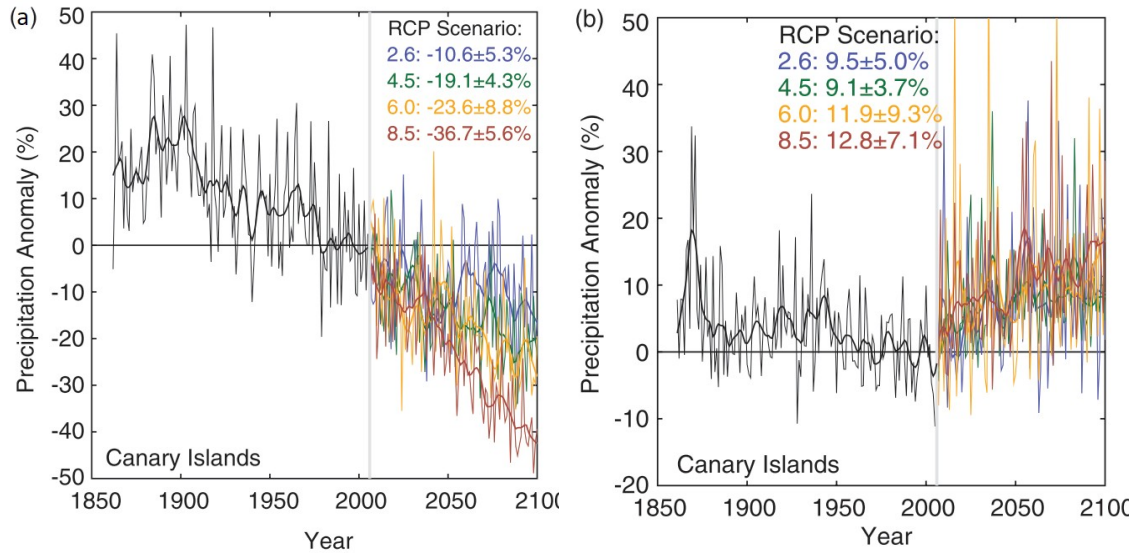 (a)
50
40
30
20
10
0
-10
-20
-30
-40
-50
Precipitation Anomaly (%)
RCP Scenario:
2.6: -10.6±5.3%
4.5: -19.1±4.3%
6.0: -23.6±8.8%
8.5: -36.7±5.6%
Canary Islands
1850 1900 1950 2000 2050 2100
Year
(b)
50
40
30
20
10
0
-10
-20
Precipitation Anomaly (%)
RCP Scenario:
2.6: 9.5±5.0%
4.5: 9.1±3.7%
6.0: 11.9±9.3%
8.5: 12.8±7.1%
Canary Islands
1850 1900 1950 2000 2050 2100
Year